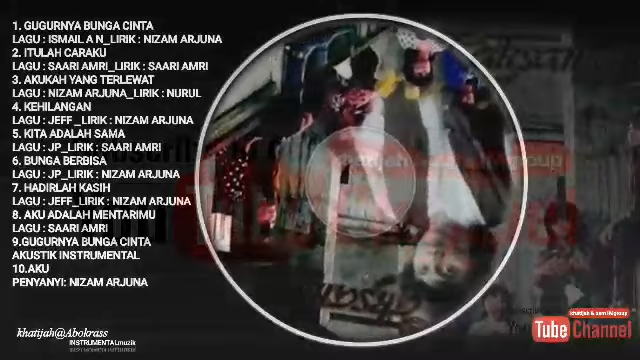 1. GUGURNYA BUNGA CINTA
LAGU : ISMAIL A N_LIRIK : NIZAM ARJUNA
2. ITULAH CARAKU
LAGU : SAARI AMRI_LIRIK : SAARI AMRI
3. AKUKAH YANG TERLEWAT
LAGU : NIZAM ARJUNA_LIRIK : NURUL
4. KEHILANGAN
LAGU : JEFF_LIRIK : NIZAM ARJUNA
5. KITA ADALAH SAMA
LAGU : JP_LIRIK : SAARI AMRI
6. BUNGA BERBISA
LAGU : JP_LIRIK : NIZAM ARJUNA
7. HADIRLAH KASIH
LAGU : JEFF_LIRIK : NIZAM ARJUNA
8. AKU ADALAH MENTARIMU
LAGU : SAARI AMRI
9.GUGURNYA BUNGA CINTA
AKUSTIK INSTRUMENTAL
10.AKU
PENYANYI: NIZAM ARJUNA
khatijah@Abokrass
INSTRUMENTALmuzik
Tube Channel